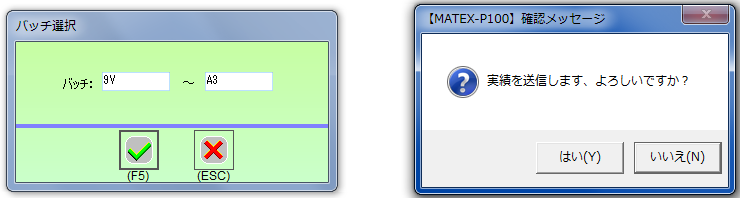 バッチ選択
バッチ: 9V ～ A3
(F5) (ESC)
【MATEX-P100】確認メッセージ
実績を送信します、よろしいですか？
はい(Y) いいえ(N)